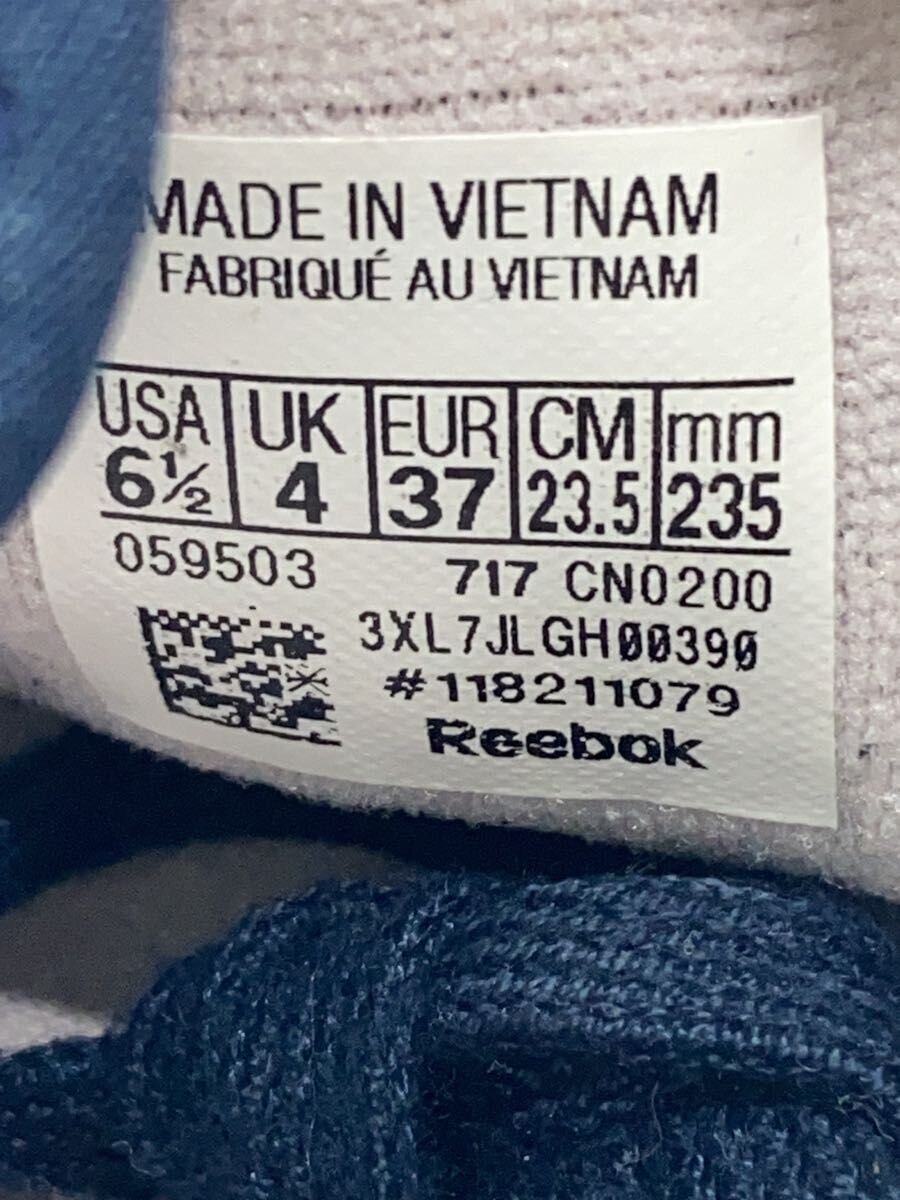 MADE IN VIETNAM
FABRIQUÉ AU VIETNAM
USA UK EUR CM mm
6½ 4 37 23.5 235
059503 717 CN0200
3XL7JLGH00390
#118211079
Reebok